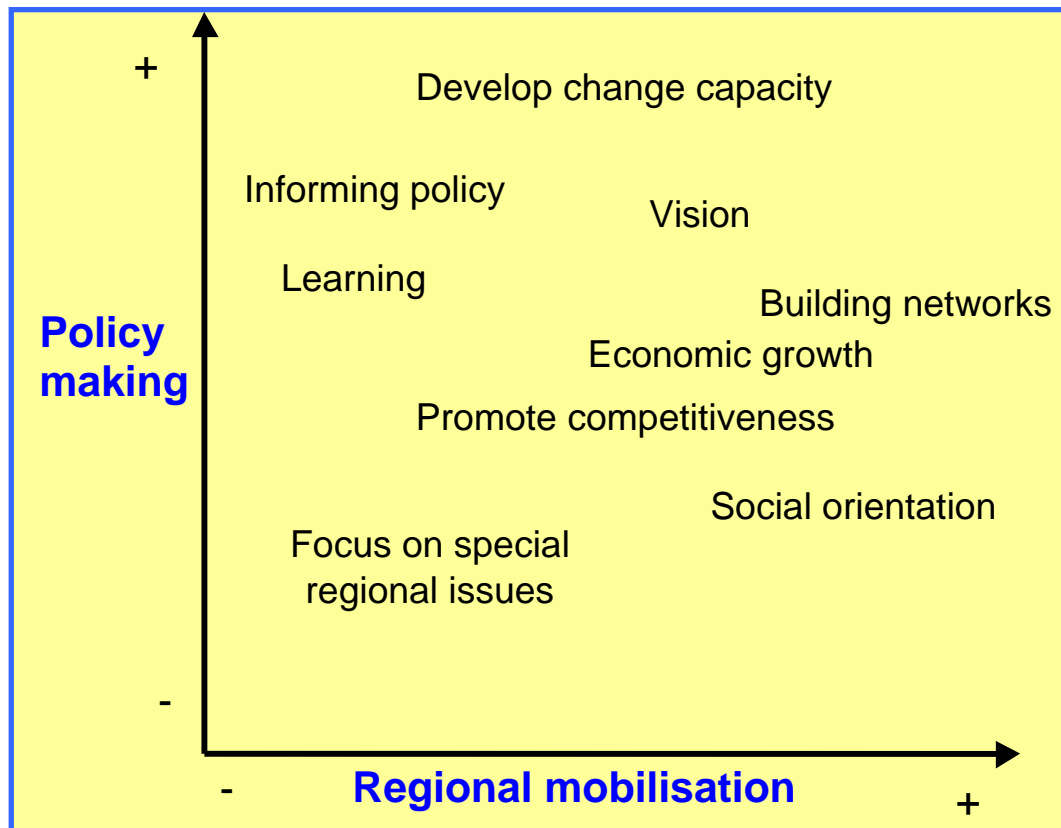 +
Develop change capacity
Informing policy
Vision
Learning
Building networks
Policy
making
Economic growth
Promote competitiveness
Social orientation
Focus on special
regional issues
-
-
Regional mobilisation
+